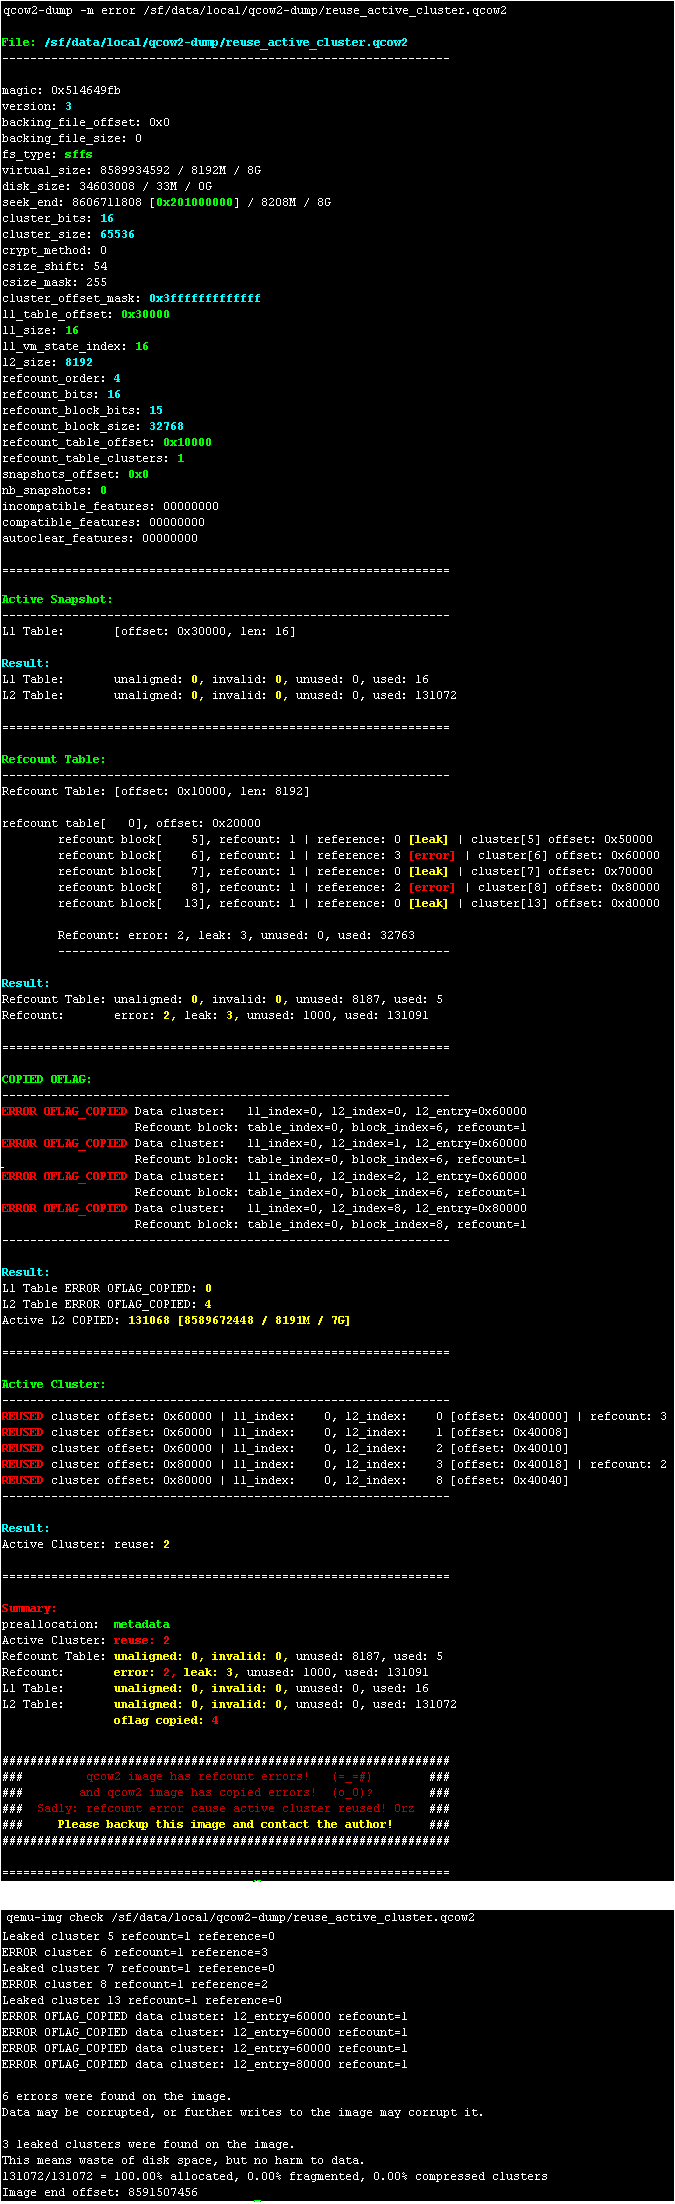 qcow2-dump -m error /sf/data/local/qcow2-dump/reuse_active_cluster.qcow2
File: /sf/data/local/qcow2-dump/reuse_active_cluster.qcow2
----------------------------------------------------------------
magic: 0x514649fb
version: 3
backing_file_offset: 0x0
backing_file_size: 0
fs_type: sffs
virtual_size: 8589934592 / 8192M / 8G
disk_size: 34603008 / 33M / 0G
seek_end: 8606711808 [0x201000000] / 8208M / 8G
cluster_bits: 16
cluster_size: 65536
crypt_method: 0
csize_shift: 54
csize_mask: 255
cluster_offset_mask: 0x3fffffffffffff
l1_table_offset: 0x30000
l1_size: 16
l1_vm_state_index: 16
l2_size: 8192
refcount_order: 4
refcount_bits: 16
refcount_block_bits: 15
refcount_block_size: 32768
refcount_table_offset: 0x10000
refcount_table_clusters: 1
snapshots_offset: 0x0
nb_snapshots: 0
incompatible_features: 00000000
compatible_features: 00000000
autoclear_features: 00000000
================================================================
Active Snapshot:
----------------------------------------------------------------
L1 Table:       [offset: 0x30000, len: 16]
Result:
L1 Table:       unaligned: 0, invalid: 0, unused: 0, used: 16
L2 Table:       unaligned: 0, invalid: 0, unused: 0, used: 131072
================================================================
Refcount Table:
----------------------------------------------------------------
Refcount Table: [offset: 0x10000, len: 8192]
refcount table[   0], offset: 0x20000
refcount block[    5], refcount: 1 | reference: 0 [leak] | cluster[5] offset: 0x50000
refcount block[    6], refcount: 1 | reference: 3 [error] | cluster[6] offset: 0x60000
refcount block[    7], refcount: 1 | reference: 0 [leak] | cluster[7] offset: 0x70000
refcount block[    8], refcount: 1 | reference: 2 [error] | cluster[8] offset: 0x80000
refcount block[   13], refcount: 1 | reference: 0 [leak] | cluster[13] offset: 0xd0000
Refcount: error: 2, leak: 3, unused: 0, used: 32763
--------------------------------------------------------
Result:
Refcount Table: unaligned: 0, invalid: 0, unused: 8187, used: 5
Refcount:       error: 2, leak: 3, unused: 1000, used: 131091
================================================================
COPIED OFLAG:
----------------------------------------------------------------
ERROR OFLAG_COPIED Data cluster:   l1_index=0, l2_index=0, l2_entry=0x60000
Refcount block: table_index=0, block_index=6, refcount=1
ERROR OFLAG_COPIED Data cluster:   l1_index=0, l2_index=1, l2_entry=0x60000
Refcount block: table_index=0, block_index=6, refcount=1
ERROR OFLAG_COPIED Data cluster:   l1_index=0, l2_index=2, l2_entry=0x60000
Refcount block: table_index=0, block_index=6, refcount=1
ERROR OFLAG_COPIED Data cluster:   l1_index=0, l2_index=8, l2_entry=0x80000
Refcount block: table_index=0, block_index=8, refcount=1
----------------------------------------------------------------
Result:
L1 Table ERROR OFLAG_COPIED: 0
L2 Table ERROR OFLAG_COPIED: 4
Active L2 COPIED: 131068 [8589672448 / 8191M / 7G]
================================================================
Active Cluster:
----------------------------------------------------------------
REUSED cluster offset: 0x60000 | l1_index:    0, l2_index:    0 [offset: 0x40000] | refcount: 3
REUSED cluster offset: 0x60000 | l1_index:    0, l2_index:    1 [offset: 0x40008]
REUSED cluster offset: 0x60000 | l1_index:    0, l2_index:    2 [offset: 0x40010]
REUSED cluster offset: 0x80000 | l1_index:    0, l2_index:    3 [offset: 0x40018] | refcount: 2
REUSED cluster offset: 0x80000 | l1_index:    0, l2_index:    8 [offset: 0x40040]
----------------------------------------------------------------
Result:
Active Cluster: reuse: 2
================================================================
Summary:
preallocation:  metadata
Active Cluster: reuse: 2
Refcount Table: unaligned: 0, invalid: 0, unused: 8187, used: 5
Refcount:       error: 2, leak: 3, unused: 1000, used: 131091
L1 Table:       unaligned: 0, invalid: 0, unused: 0, used: 16
L2 Table:       unaligned: 0, invalid: 0, unused: 0, used: 131072
oflag copied: 4
################################################################
###         qcow2 image has refcount errors!   (=_=#)        ###
###        and qcow2 image has copied errors!  (o_0)?        ###
###  Sadly: refcount error cause active cluster reused! Orz  ###
###     Please backup this image and contact the author!     ###
################################################################
================================================================
qemu-img check /sf/data/local/qcow2-dump/reuse_active_cluster.qcow2
Leaked cluster 5 refcount=1 reference=0
ERROR cluster 6 refcount=1 reference=3
Leaked cluster 7 refcount=1 reference=0
ERROR cluster 8 refcount=1 reference=2
Leaked cluster 13 refcount=1 reference=0
ERROR OFLAG_COPIED data cluster: l2_entry=60000 refcount=1
ERROR OFLAG_COPIED data cluster: l2_entry=60000 refcount=1
ERROR OFLAG_COPIED data cluster: l2_entry=60000 refcount=1
ERROR OFLAG_COPIED data cluster: l2_entry=80000 refcount=1
6 errors were found on the image.
Data may be corrupted, or further writes to the image may corrupt it.
3 leaked clusters were found on the image.
This means waste of disk space, but no harm to data.
131072/131072 = 100.00% allocated, 0.00% fragmented, 0.00% compressed clusters
Image end offset: 8591507456